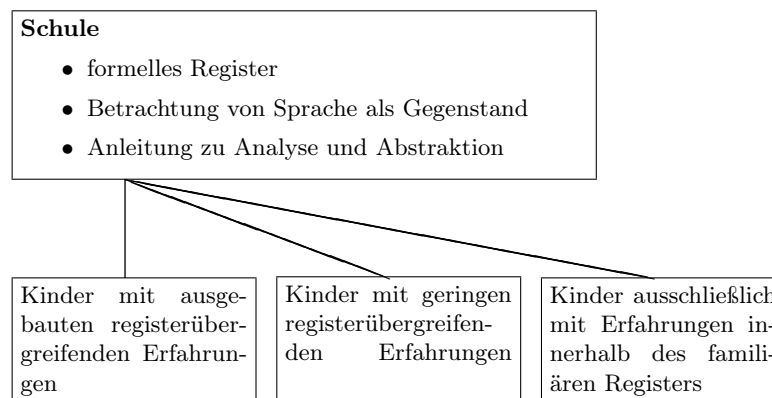 Schule
• formelles Register
• Betrachtung von Sprache als Gegenstand
• Anleitung zu Analyse und Abstraktion
Kinder mit ausge-
bauten registerüber-
greifenden Erfahrun-
gen
Kinder mit geringen
registerübergreifen-
den Erfahrungen
Kinder ausschließlich
mit Erfahrungen in-
nerhalb des famili-
ären Registers